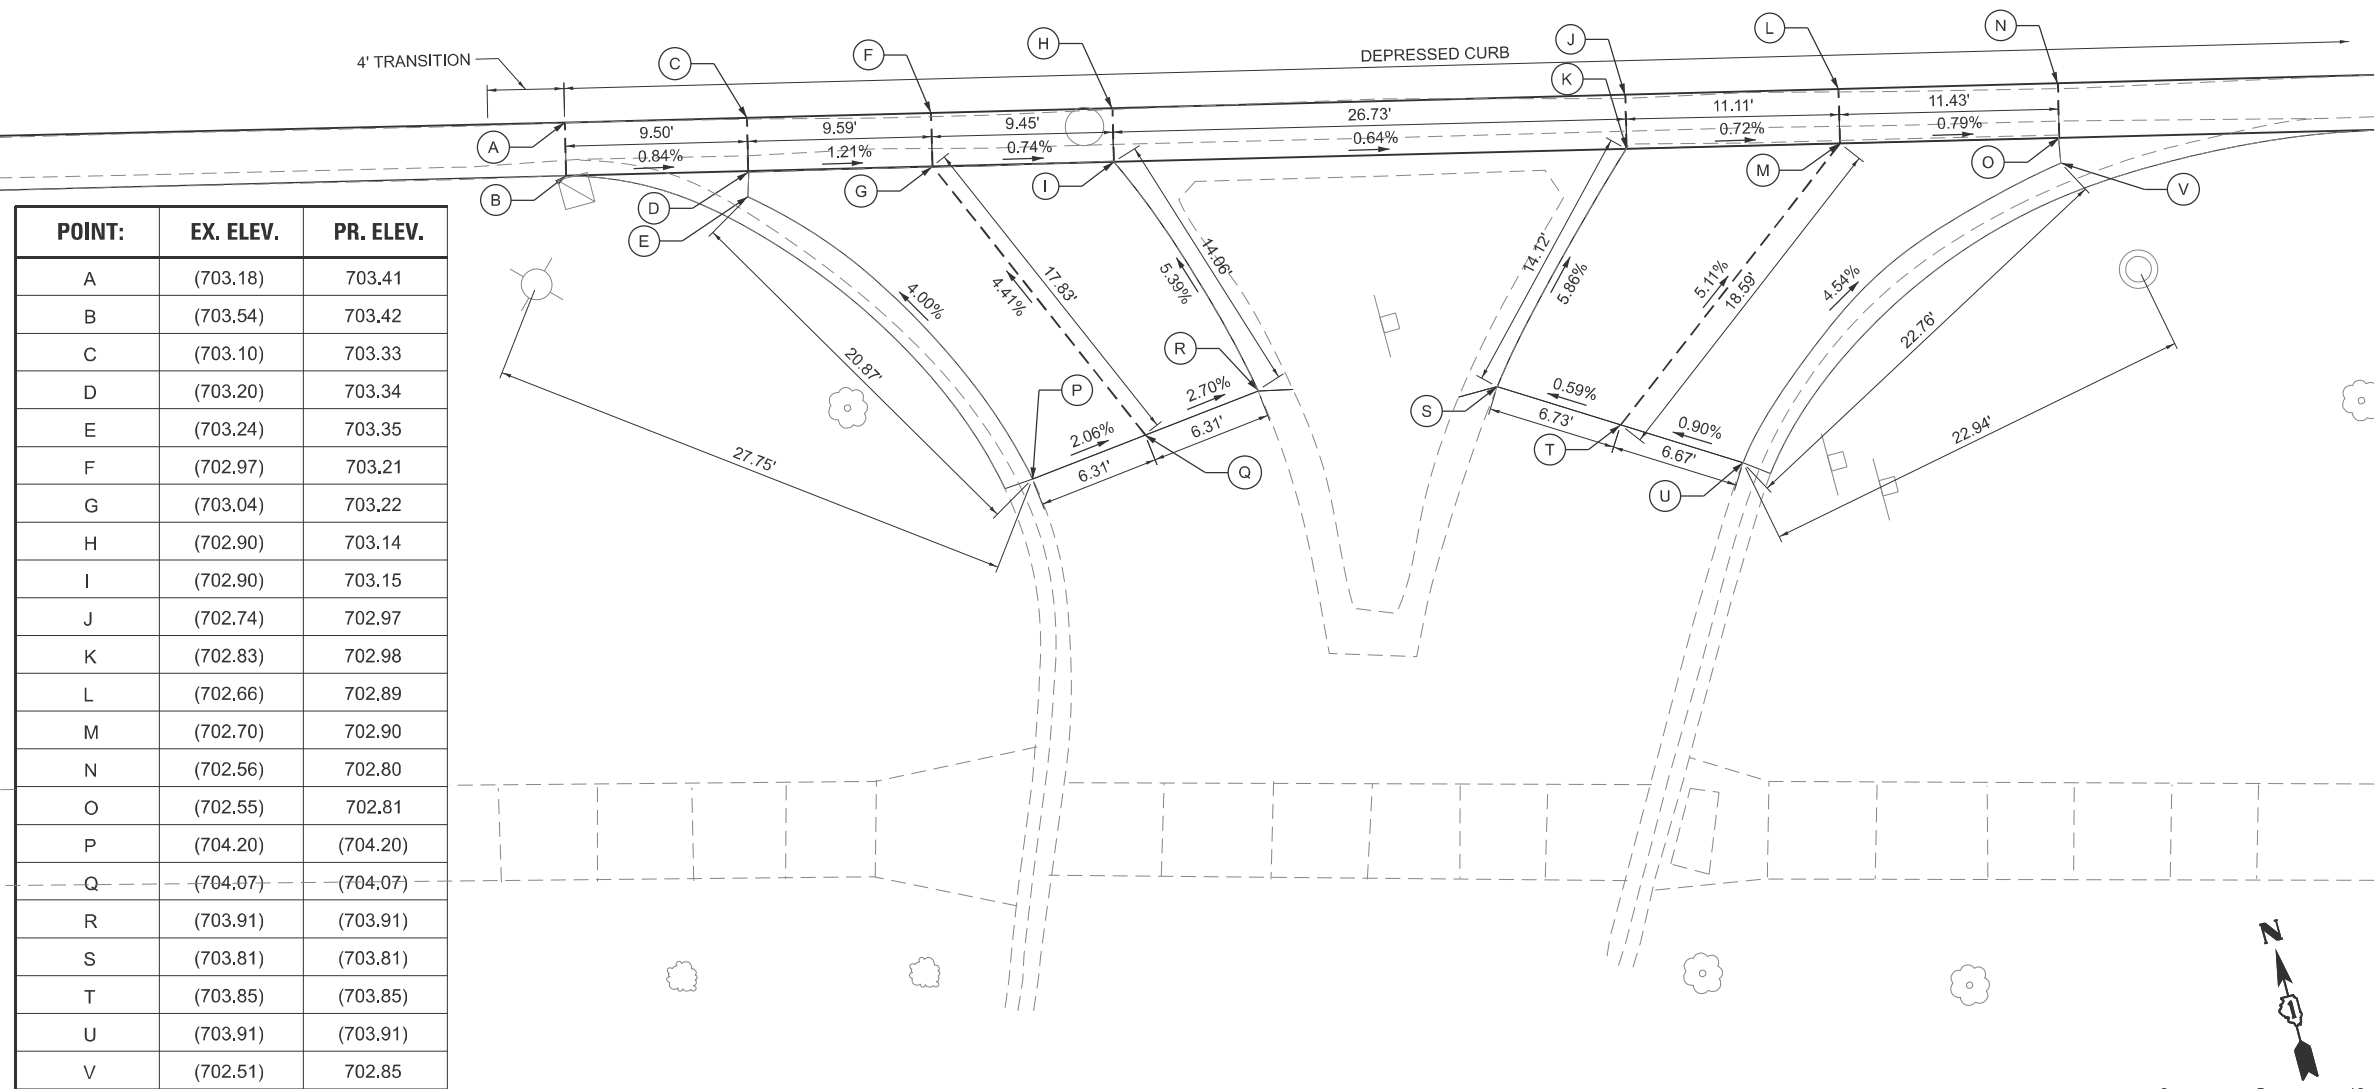 4' TRANSITION
DEPRESSED CURB
A
B
C
D
E
F
G
H
I
J
K
L
M
N
O
V
9.50'
9.59'
9.45'
26.73'
11.11'
11.43'
0.84%
1.21%
0.74%
0.64%
0.72%
0.79%
POINT: EX. ELEV. PR. ELEV.
A (703.18) 703.41
B (703.54) 703.42
C (703.10) 703.33
D (703.20) 703.34
E (703.24) 703.35
F (702.97) 703.21
G (703.04) 703.22
H (702.90) 703.14
I (702.90) 703.15
J (702.74) 702.97
K (702.83) 702.98
L (702.66) 702.89
M (702.70) 702.90
N (702.56) 702.80
O (702.55) 702.81
P (704.20) (704.20)
Q (704.07) (704.07)
R (703.91) (703.91)
S (703.81) (703.81)
T (703.85) (703.85)
U (703.91) (703.91)
V (702.51) 702.85
4.00%
20.87'
27.75'
4.41%
17.83'
5.39%
14.06'
R
P
2.06%
2.70%
6.31'
6.31'
Q
14.12'
5.86%
5.11%
18.59'
4.54%
22.76'
22.94'
S
0.59%
6.73'
0.90%
6.67'
T
U
N